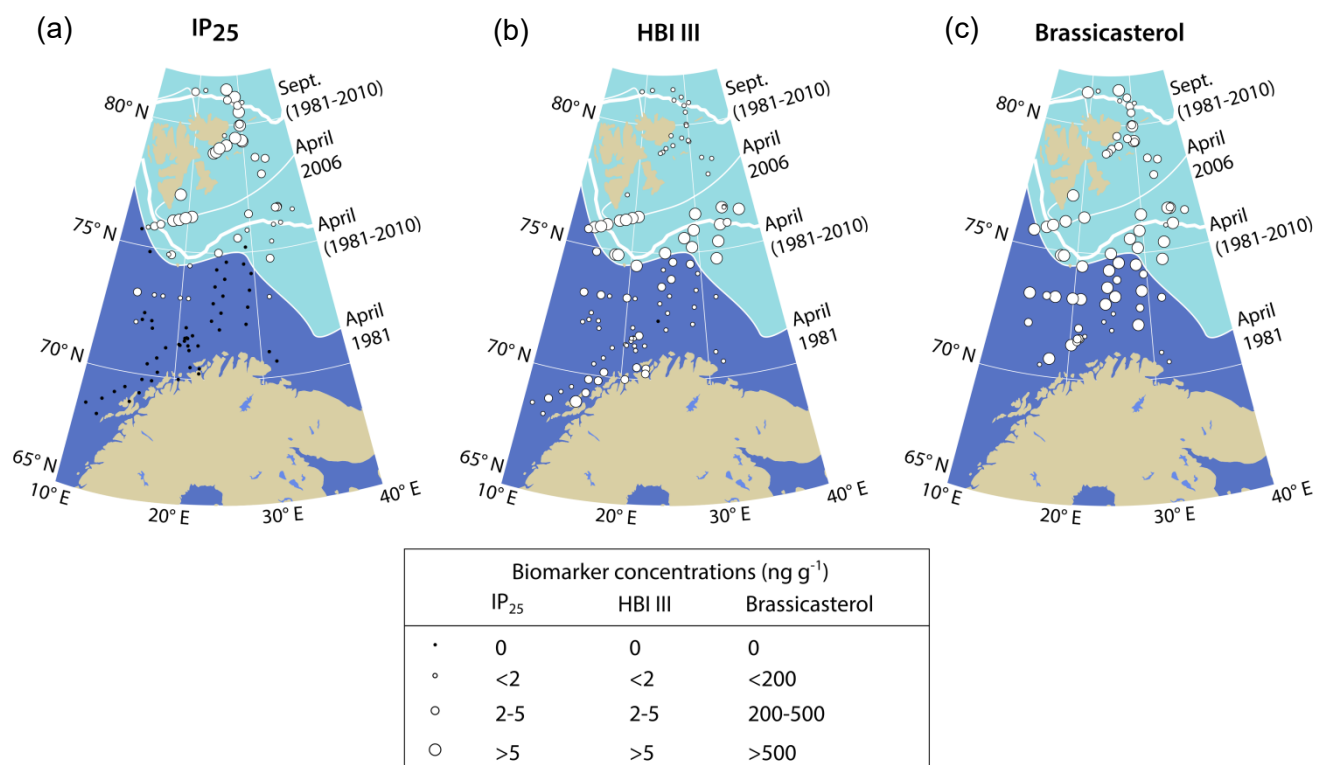 (a)
IP₂₅
80° N
75° N
70° N
65° N
10° E
20° E
30° E
40° E
Sept.
(1981-2010)
April
2006
April
(1981-2010)
April
1981
(b)
HBI III
80° N
75° N
70° N
65° N
10° E
20° E
30° E
40° E
Sept.
(1981-2010)
April
2006
April
(1981-2010)
April
1981
(c)
Brassicasterol
80° N
75° N
70° N
65° N
10° E
20° E
30° E
40° E
Sept.
(1981-2010)
April
2006
April
(1981-2010)
April
1981
Biomarker concentrations (ng g⁻¹)
IP₂₅ HBI III Brassicasterol
0 0 0
<2 <2 <200
2-5 2-5 200-500
>5 >5 >500